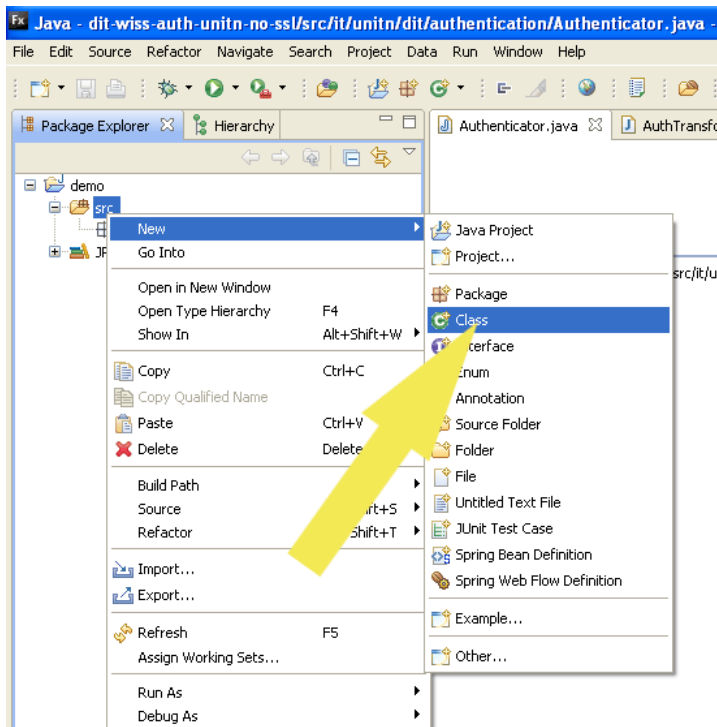 Fx Java - dit-wiss-auth-unitn-no-ssl/src/it/unitn/dit/authentication/Authenticator.java -
File Edit Source Refactor Navigate Search Project Data Run Window Help
Package Explorer Hierarchy
Authenticator.java
demo
src
New
Go Into
Open in New Window
Open Type Hierarchy F4
Show In Alt+Shift+W
Copy Ctrl+C
Copy Qualified Name
Paste Ctrl+V
Delete Delete
Build Path
Source
Refactor
Import...
Export...
Refresh F5
Assign Working Sets...
Run As
Debug As
Java Project
Project...
Package
Class
Enum
Annotation
Source Folder
Folder
File
Untitled Text File
JUnit Test Case
Spring Bean Definition
Spring Web Flow Definition
Example...
Other...